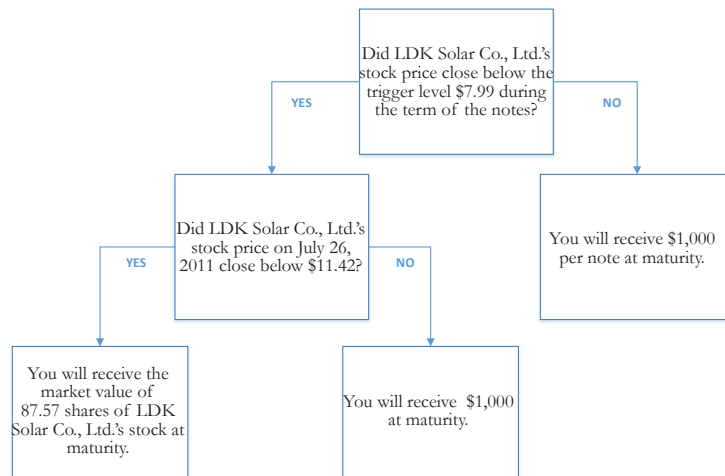 Did LDK Solar Co., Ltd.'s
stock price close below the
trigger level $7.99 during
the term of the notes?
YES
NO
Did LDK Solar Co., Ltd.'s
stock price on July 26,
2011 close below $11.42?
You will receive $1,000
per note at maturity.
YES
NO
You will receive the
market value of
87.57 shares of LDK
Solar Co., Ltd.'s stock at
maturity.
You will receive $1,000
at maturity.